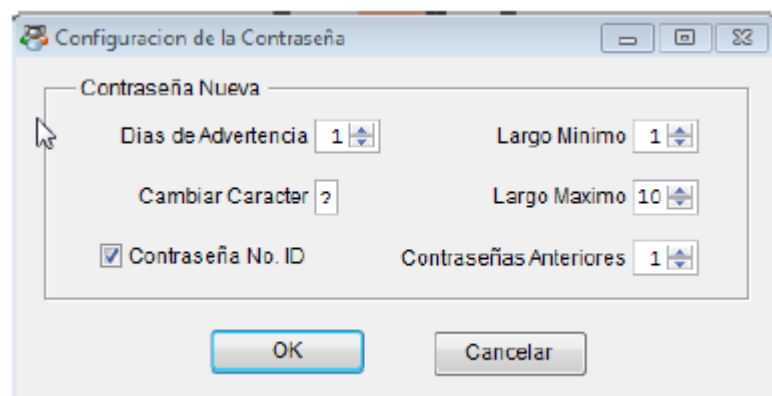 Configuracion de la Contraseña
Contraseña Nueva
Dias de Advertencia 1 Largo Minimo 1
Cambiar Caracter ? Largo Maximo 10
Contraseña No. ID Contraseñas Anteriores 1
OK Cancelar